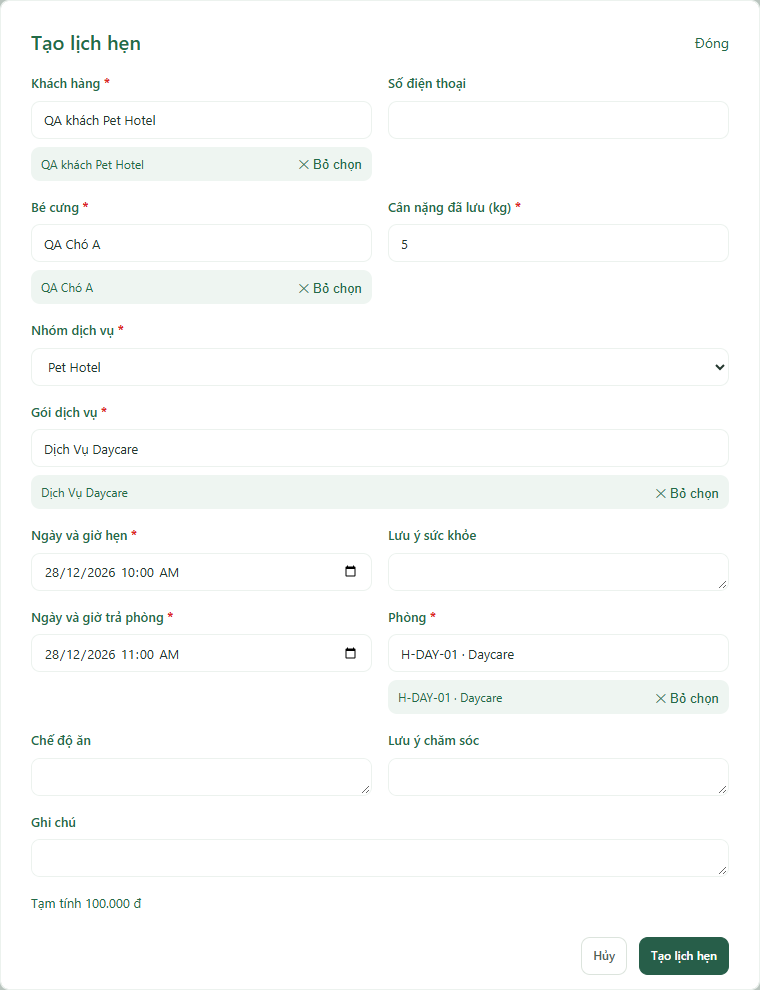 Tạo lịch hẹn
Đóng
Khách hàng *
Số điện thoại
QA khách Pet Hotel
QA khách Pet Hotel
× Bỏ chọn
Bé cưng *
Cân nặng đã lưu (kg) *
QA Chó A
5
QA Chó A
× Bỏ chọn
Nhóm dịch vụ *
Pet Hotel
Gói dịch vụ *
Dịch Vụ Daycare
Dịch Vụ Daycare
× Bỏ chọn
Ngày và giờ hẹn *
Lưu ý sức khỏe
28/12/2026 10:00 AM
Ngày và giờ trả phòng *
Phòng *
28/12/2026 11:00 AM
H-DAY-01 · Daycare
H-DAY-01 · Daycare
× Bỏ chọn
Chế độ ăn
Lưu ý chăm sóc
Ghi chú
Tạm tính 100.000 đ
Hủy
Tạo lịch hẹn